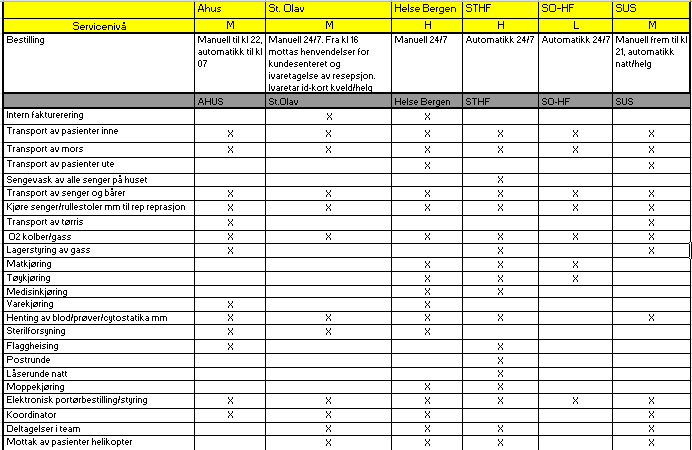 Ahus St. Olav Helse Bergen STHF SO-HF SUS
Servicenivå M M H H L M
Bestilling Manuell til kl 22, automatikk til kl 07 Manuell 24/7. Fra kl 16 mottas henvendelser for kundesenteret og ivaretagelse av resepsjon. Ivaretar id-kort kveld/helg Manuell 24/7 Automatikk 24/7 Automatikk 24/7 Manuell frem til kl 21, automatikk natt/helg
AHUS St.Olav Helse Bergen STHF SO-HF SUS
Intern fakturerering X X
Transport av pasienter inne X X X X X X
Transport av mors X X X X X X
Transport av pasienter ute X X
Sengevask av alle senger på huset X
Transport av senger og bårer X X X X X X
Kjøre senger/rullestoler mm til rep reprasjon X X X X X X
Transport av tørris X X
O2 kolber/gass X X X X X X
Lagerstyring av gass X X X
Matkjøring X X X
Tøykjøring X X X
Medisinkjøring X X
Varekjøring X X
Henting av blod/prøver/cytostatika mm X X X X X
Sterilforsyning X X X
Flaggheising X X
Postrunde X
Låserunde natt X
Moppekjøring X X
Elektronisk portørbestilling/styring X X X X X X
Koordinator X X X X
Deltagelser i team X X X X
Mottak av pasienter helikopter X X X X